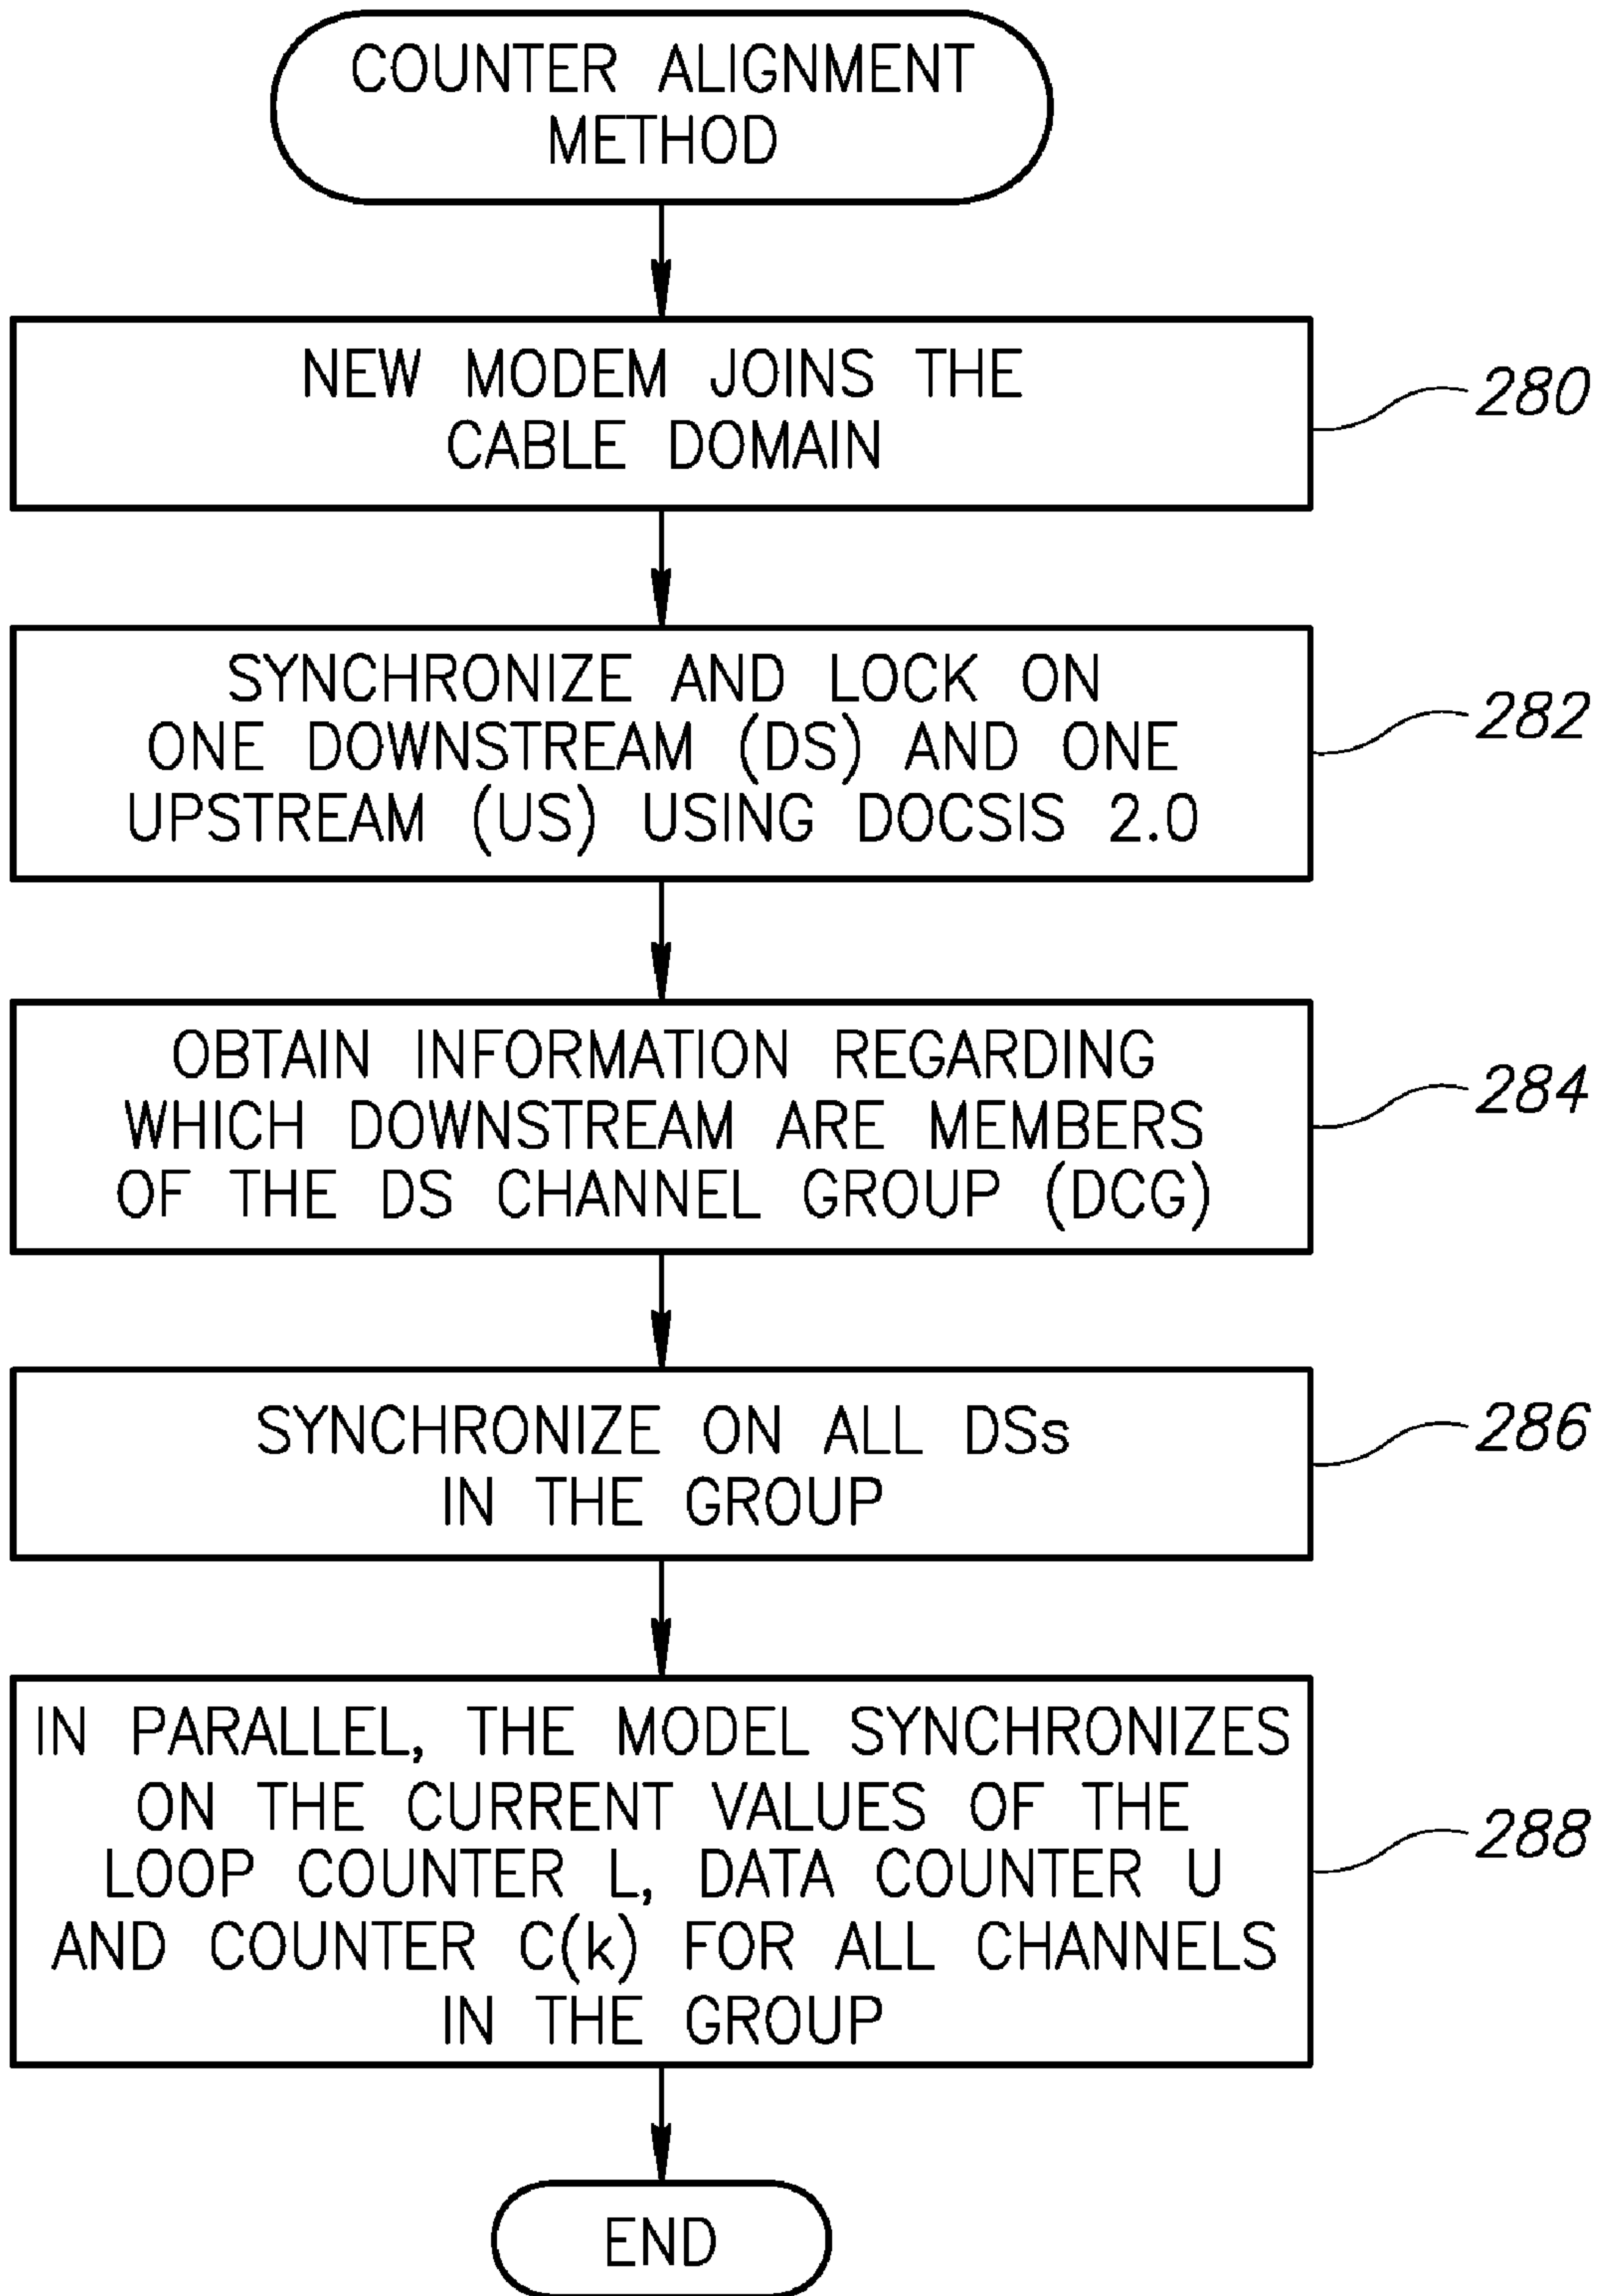 COUNTER ALIGNMENT
METHOD
NEW MODEM JOINS THE
CABLE DOMAIN
280
SYNCHRONIZE AND LOCK ON
ONE DOWNSTREAM (DS) AND ONE
UPSTREAM (US) USING DOCSIS 2.0
282
OBTAIN INFORMATION REGARDING
WHICH DOWNSTREAM ARE MEMBERS
OF THE DS CHANNEL GROUP (DCG)
284
SYNCHRONIZE ON ALL DSs
IN THE GROUP
286
IN PARALLEL, THE MODEL SYNCHRONIZES
ON THE CURRENT VALUES OF THE
LOOP COUNTER L, DATA COUNTER U
AND COUNTER C(k) FOR ALL CHANNELS
IN THE GROUP
288
END